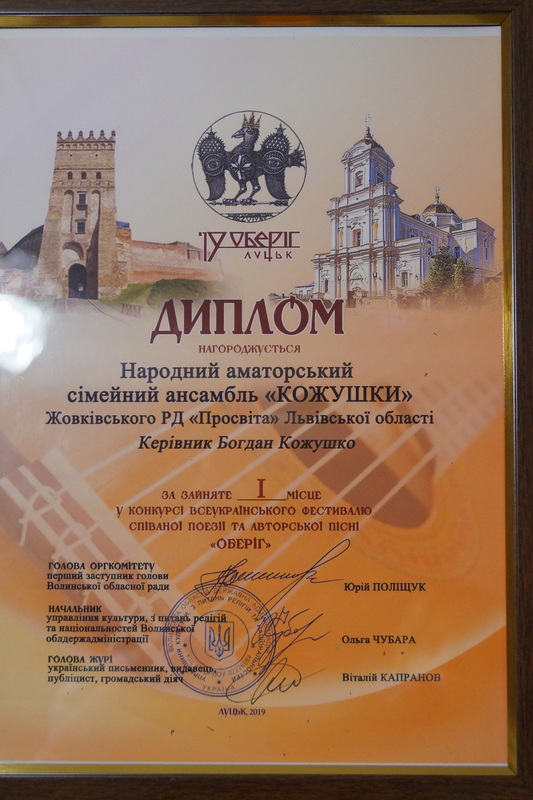 ОБЕРІГ
ЛУЦЬК
ДИПЛОМ
НАГОРОДЖУЄТЬСЯ
Народний аматорський
сімейний ансамбль «КОЖУШКИ»
Жовківського РД «Просвіта» Львівської області
Керівник Богдан Кожушко
ЗА ЗАЙНЯТЕ I МІСЦЕ
У КОНКУРСІ ВСЕУКРАЇНСЬКОГО ФЕСТИВАЛЮ
СПІВАНОЇ ПОЕЗІЇ ТА АВТОРСЬКОЇ ПІСНІ
«ОБЕРІГ»
ГОЛОВА ОРГКОМІТЕТУ
перший заступник голови
Волинської обласної ради
Юрій ПОЛІЩУК
НАЧАЛЬНИК
управління культури, з питань релігій
та національностей Волинської
облдержадміністрації
Ольга ЧУБАРА
ГОЛОВА ЖУРІ
український письменник, видавець,
публіцист, громадський діяч
Віталій КАПРАНОВ
УКРАЇНА
ЛУЦЬК, 2019